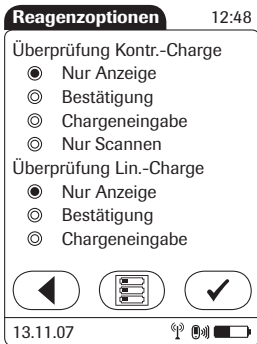 Reagenzoptionen 12:48
Überprüfung Kontr.-Charge
Nur Anzeige
Bestätigung
Chargeneingabe
Nur Scannen
Überprüfung Lin.-Charge
Nur Anzeige
Bestätigung
Chargeneingabe
13.11.07